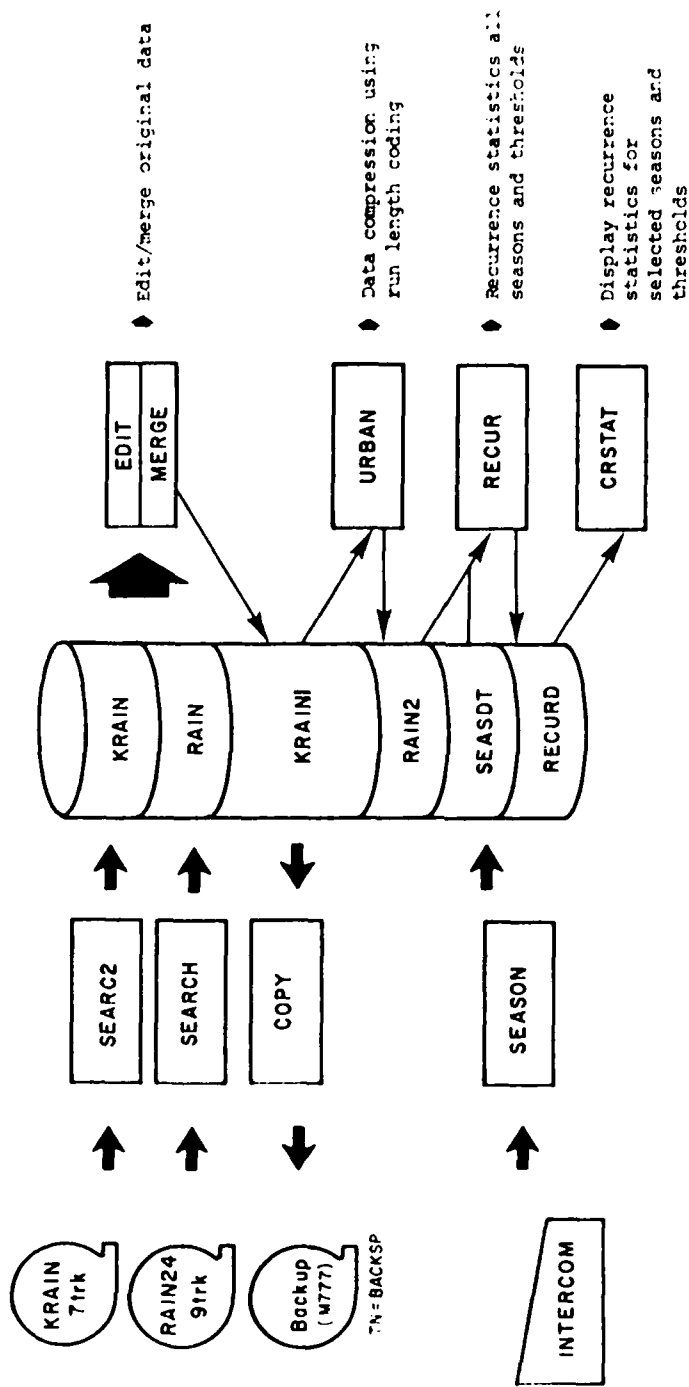 KRAIN
7trk
RAIN24
9trk
Backup
(M777)
TN=BACKSP
INTERCOM
SEARC2
SEARCH
COPY
SEASON
KRAIN
RAIN
KRAIN1
RAIN2
SEASDT
RECURD
EDIT
MERGE
URBAN
RECUR
CRSTAT
Edit/merge original data
Data compression using
run length coding
Recurrence statistics all
seasons and thresholds
Display recurrence
statistics for
selected seasons and
thresholds